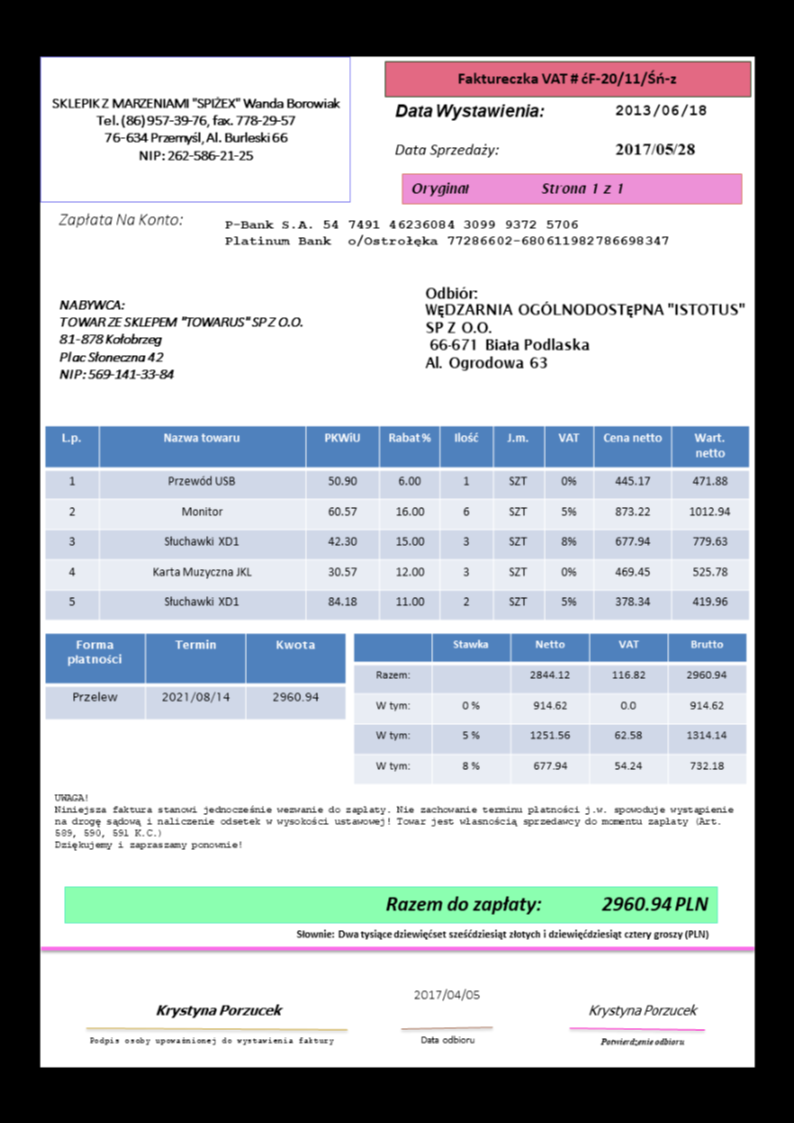 SKLEPIK Z MARZENIAMI "SPIŻEX" Wanda Borowiak
Tel. (86) 957-39-76, fax. 778-29-57
76-634 Przemyśl, Al. Burleski 66
NIP: 262-586-21-25
Faktureczka VAT # ćF-20/11/Śń-z
Data Wystawienia: 2013/06/18
Data Sprzedaży: 2017/05/28
Oryginał Strona 1 z 1
Zapłata Na Konto: P-Bank S.A. 54 7491 46236084 3099 9372 5706
Platinum Bank o/Ostrołęka 77286602-680611982786698347
NABYWCA:
TOWAR ZE SKLEPEM "TOWARUS" SP Z O.O.
81-878 Kołobrzeg
Plac Słoneczna 42
NIP: 569-141-33-84
Odbiór:
WĘDZARNIA OGÓLNODOSTĘPNA "ISTOTUS"
SP Z O.O.
66-671 Biała Podlaska
Al. Ogrodowa 63
L.p. Nazwa towaru PKWiU Rabat% Ilość J.m. VAT Cena netto Wart. netto
1 Przewód USB 50.90 6.00 1 SZT 0% 445.17 471.88
2 Monitor 60.57 16.00 6 SZT 5% 873.22 1012.94
3 Słuchawki XD1 42.30 15.00 3 SZT 8% 677.94 779.63
4 Karta Muzyczna JKL 30.57 12.00 3 SZT 0% 469.45 525.78
5 Słuchawki XD1 84.18 11.00 2 SZT 5% 378.34 419.96
Forma płatności Termin Kwota
Przelew 2021/08/14 2960.94
Stawka Netto VAT Brutto
Razem: 2844.12 116.82 2960.94
W tym: 0 % 914.62 0.0 914.62
W tym: 5 % 1251.56 62.58 1314.14
W tym: 8 % 677.94 54.24 732.18
UWAGA!
Niniejsza faktura stanowi jednocześnie wezwanie do zapłaty. Nie zachowanie terminu płatności j.w. spowoduje wystąpienie
na drogę sądową i naliczenie odsetek w wysokości ustawowej! Towar jest własnością sprzedawcy do momentu zapłaty (Art.
589, 590, 591 K.C.)
Dziękujemy i zapraszamy ponownie!
Razem do zapłaty: 2960.94 PLN
Słownie: Dwa tysiące dziewięćset sześćdziesiąt złotych i dziewięćdziesiąt cztery groszy (PLN)
Krystyna Porzucek
Podpis osoby upoważnionej do wystawienia faktury
2017/04/05
Data odbioru
Krystyna Porzucek
Potwierdzenie odbioru